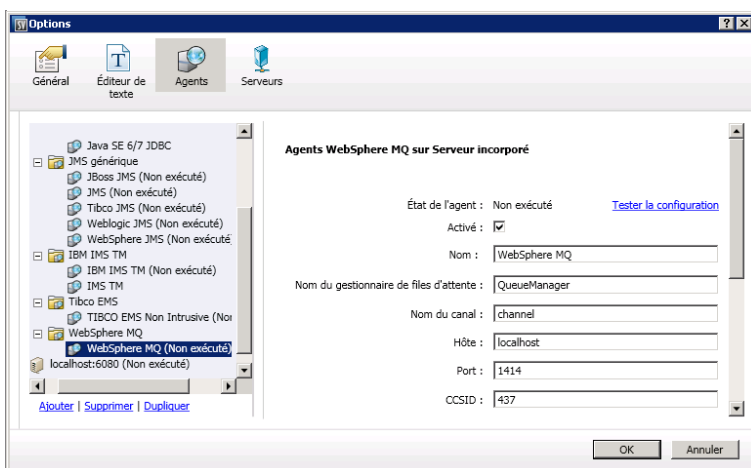 SV Options
Général
Éditeur de texte
Agents
Serveurs
Java SE 6/7 JDBC
JMS générique
JBoss JMS (Non exécuté)
JMS (Non exécuté)
Tibco JMS (Non exécuté)
Weblogic JMS (Non exécuté)
WebSphere JMS (Non exécuté
IBM IMS TM
IBM IMS TM (Non exécuté)
IMS TM
Tibco EMS
TIBCO EMS Non Intrusive (Nor
WebSphere MQ
WebSphere MQ (Non exécuté)
localhost:6080 (Non exécuté)
Ajouter | Supprimer | Dupliquer
Agents WebSphere MQ sur Serveur incorporé
État de l'agent : Non exécuté Tester la configuration
Activé :
Nom : WebSphere MQ
Nom du gestionnaire de files d'attente : QueueManager
Nom du canal : channel
Hôte : localhost
Port : 1414
CCSID : 437
OK Annuler